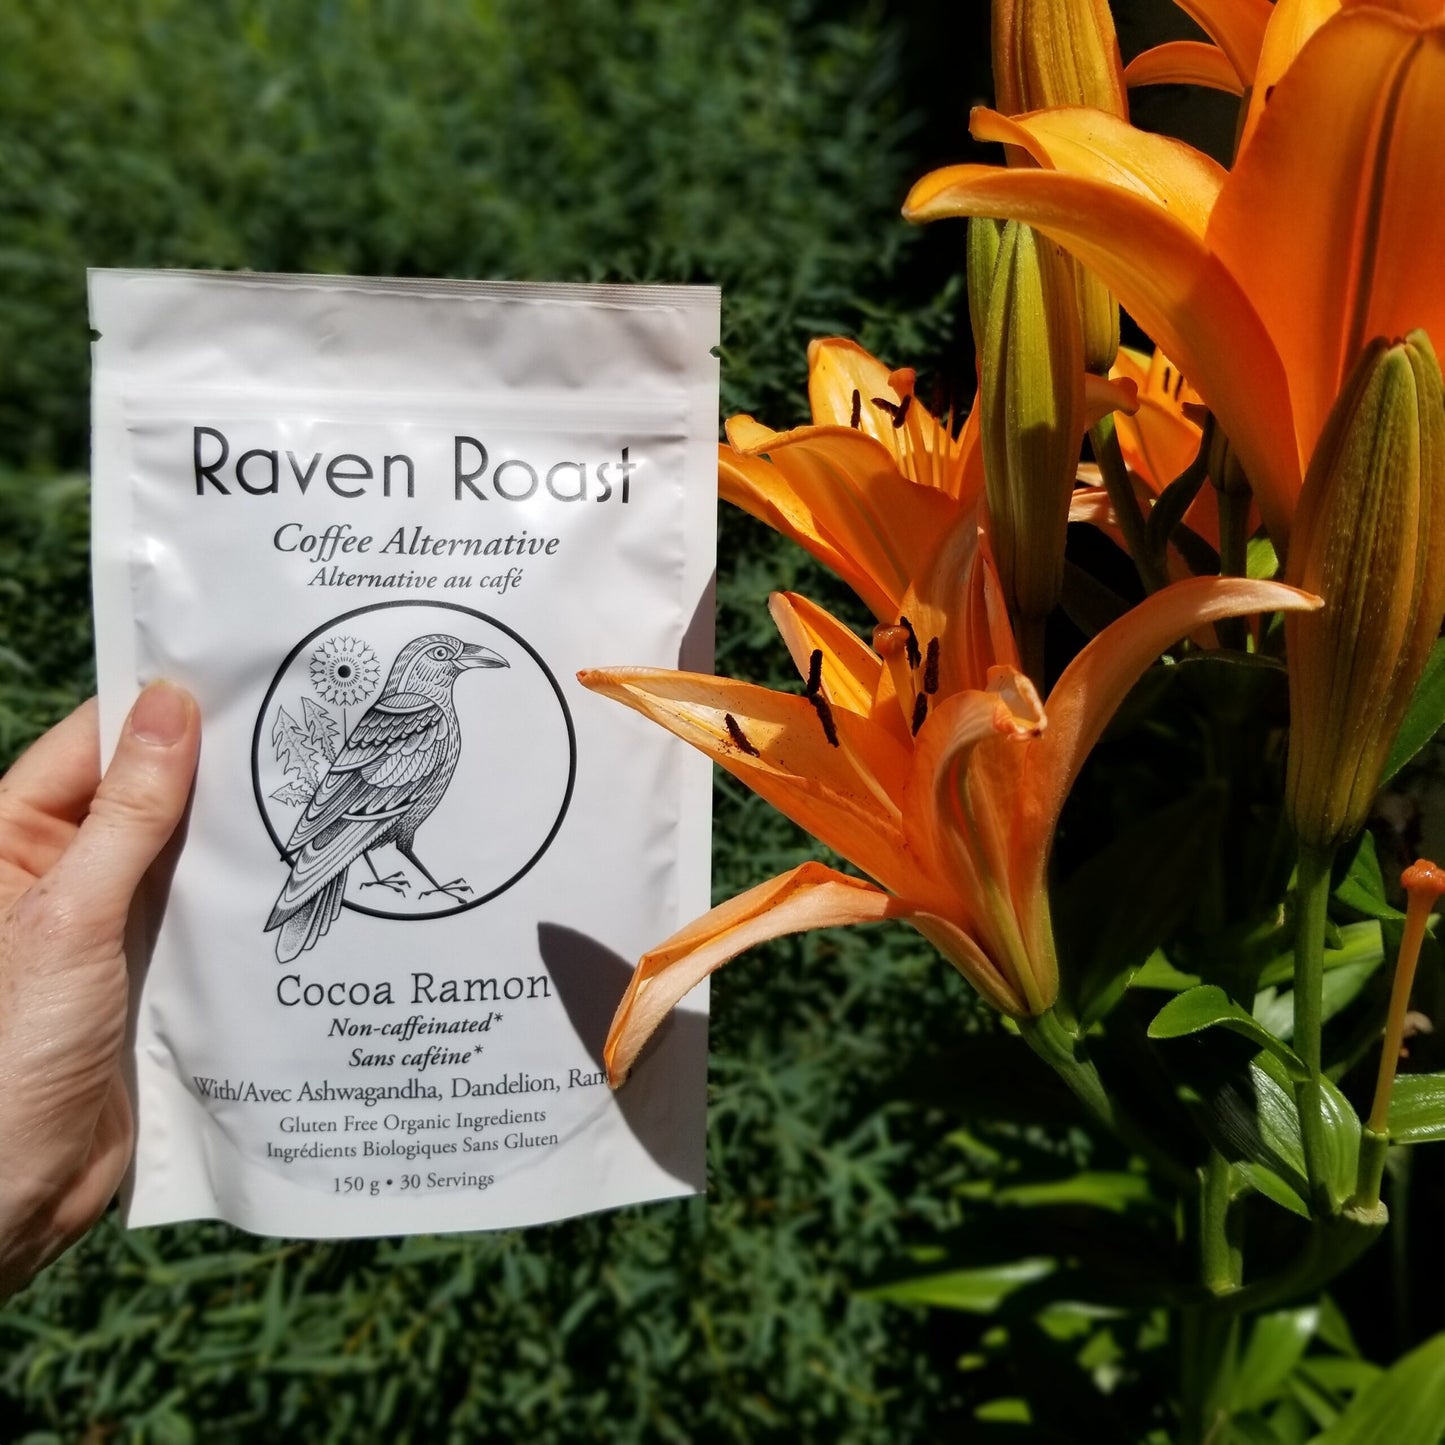 Raven Roast
Coffee Alternative
Alternative au café
Cocoa Ramon
Non-caffeinated*
Sans caféine*
With/Avec Ashwagandha, Dandelion,
Gluten Free Organic Ingredients
Ingrédients Biologiques Sans Gluten
150 g • 30 Servings